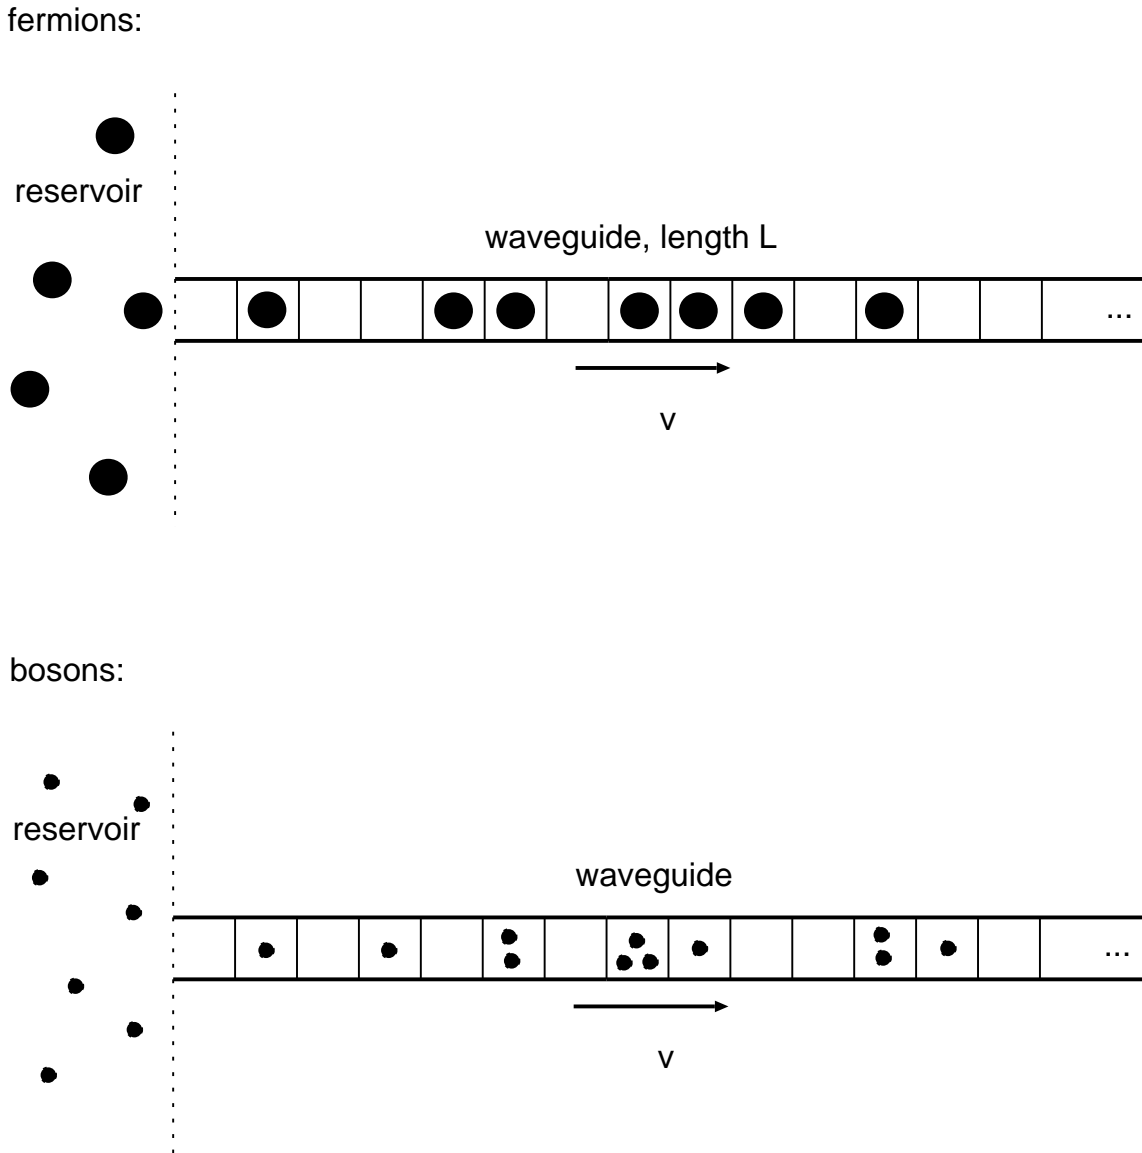 fermions:
reservoir
waveguide, length L
...
v
bosons:
reservoir
waveguide
...
v